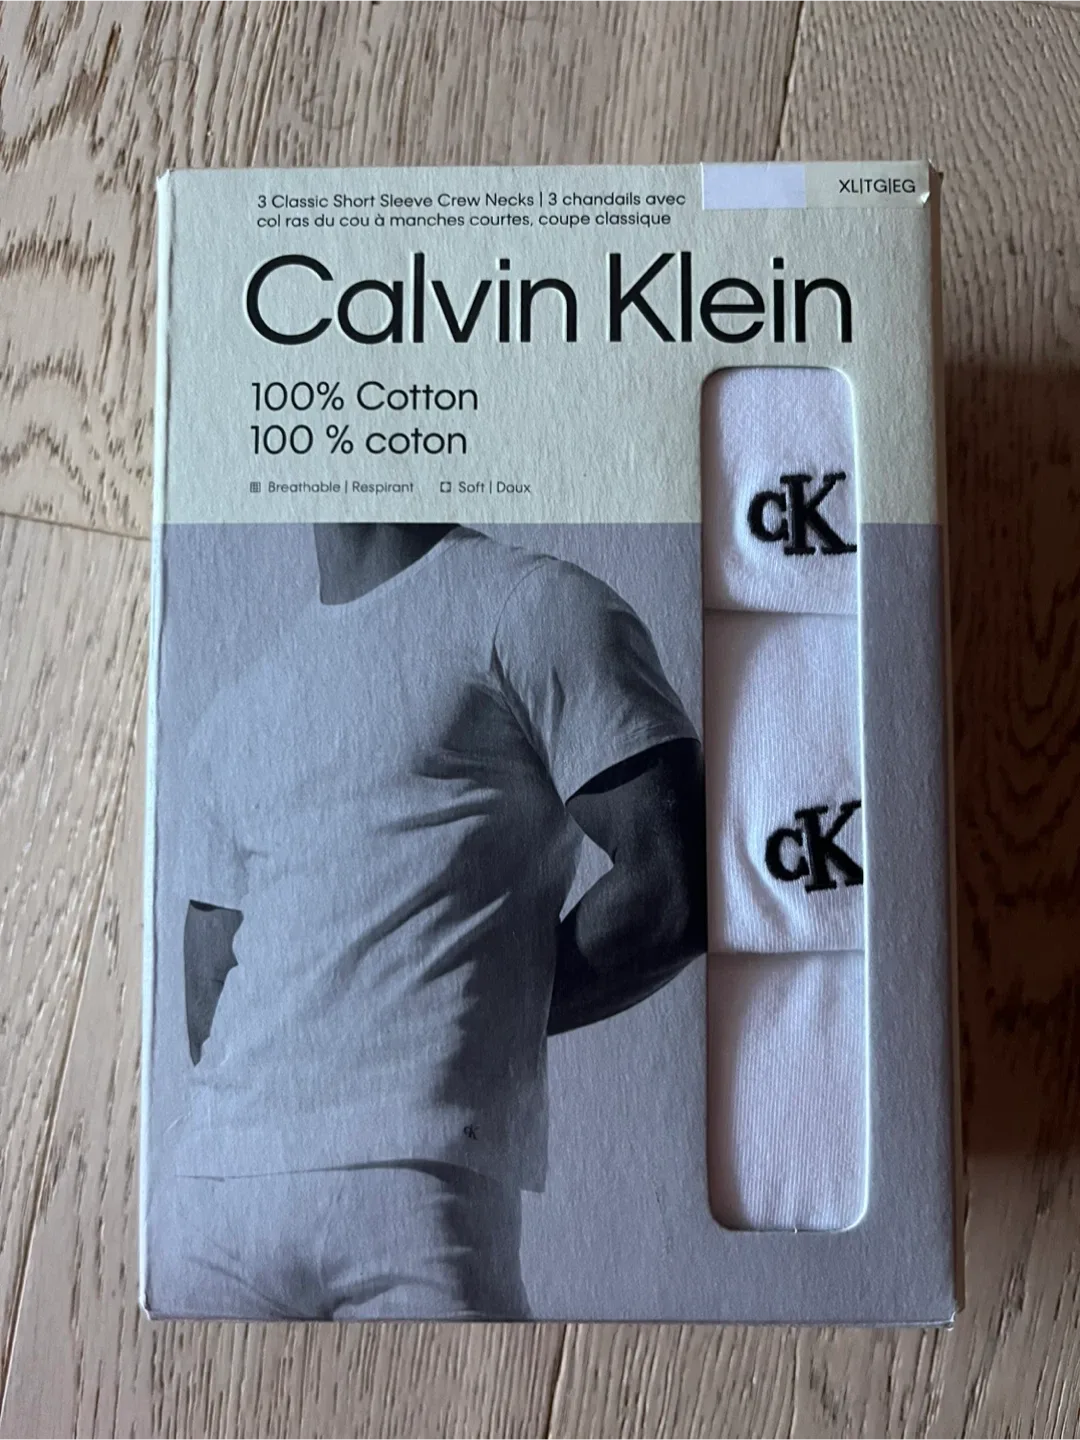 3 Classic Short Sleeve Crew Necks | 3 chandails avec
col ras du cou à manches courtes, coupe classique
XL|TG|EG
Calvin Klein
100% Cotton
100 % coton
Breathable | Respirant Soft | Doux
cK
cK
cK